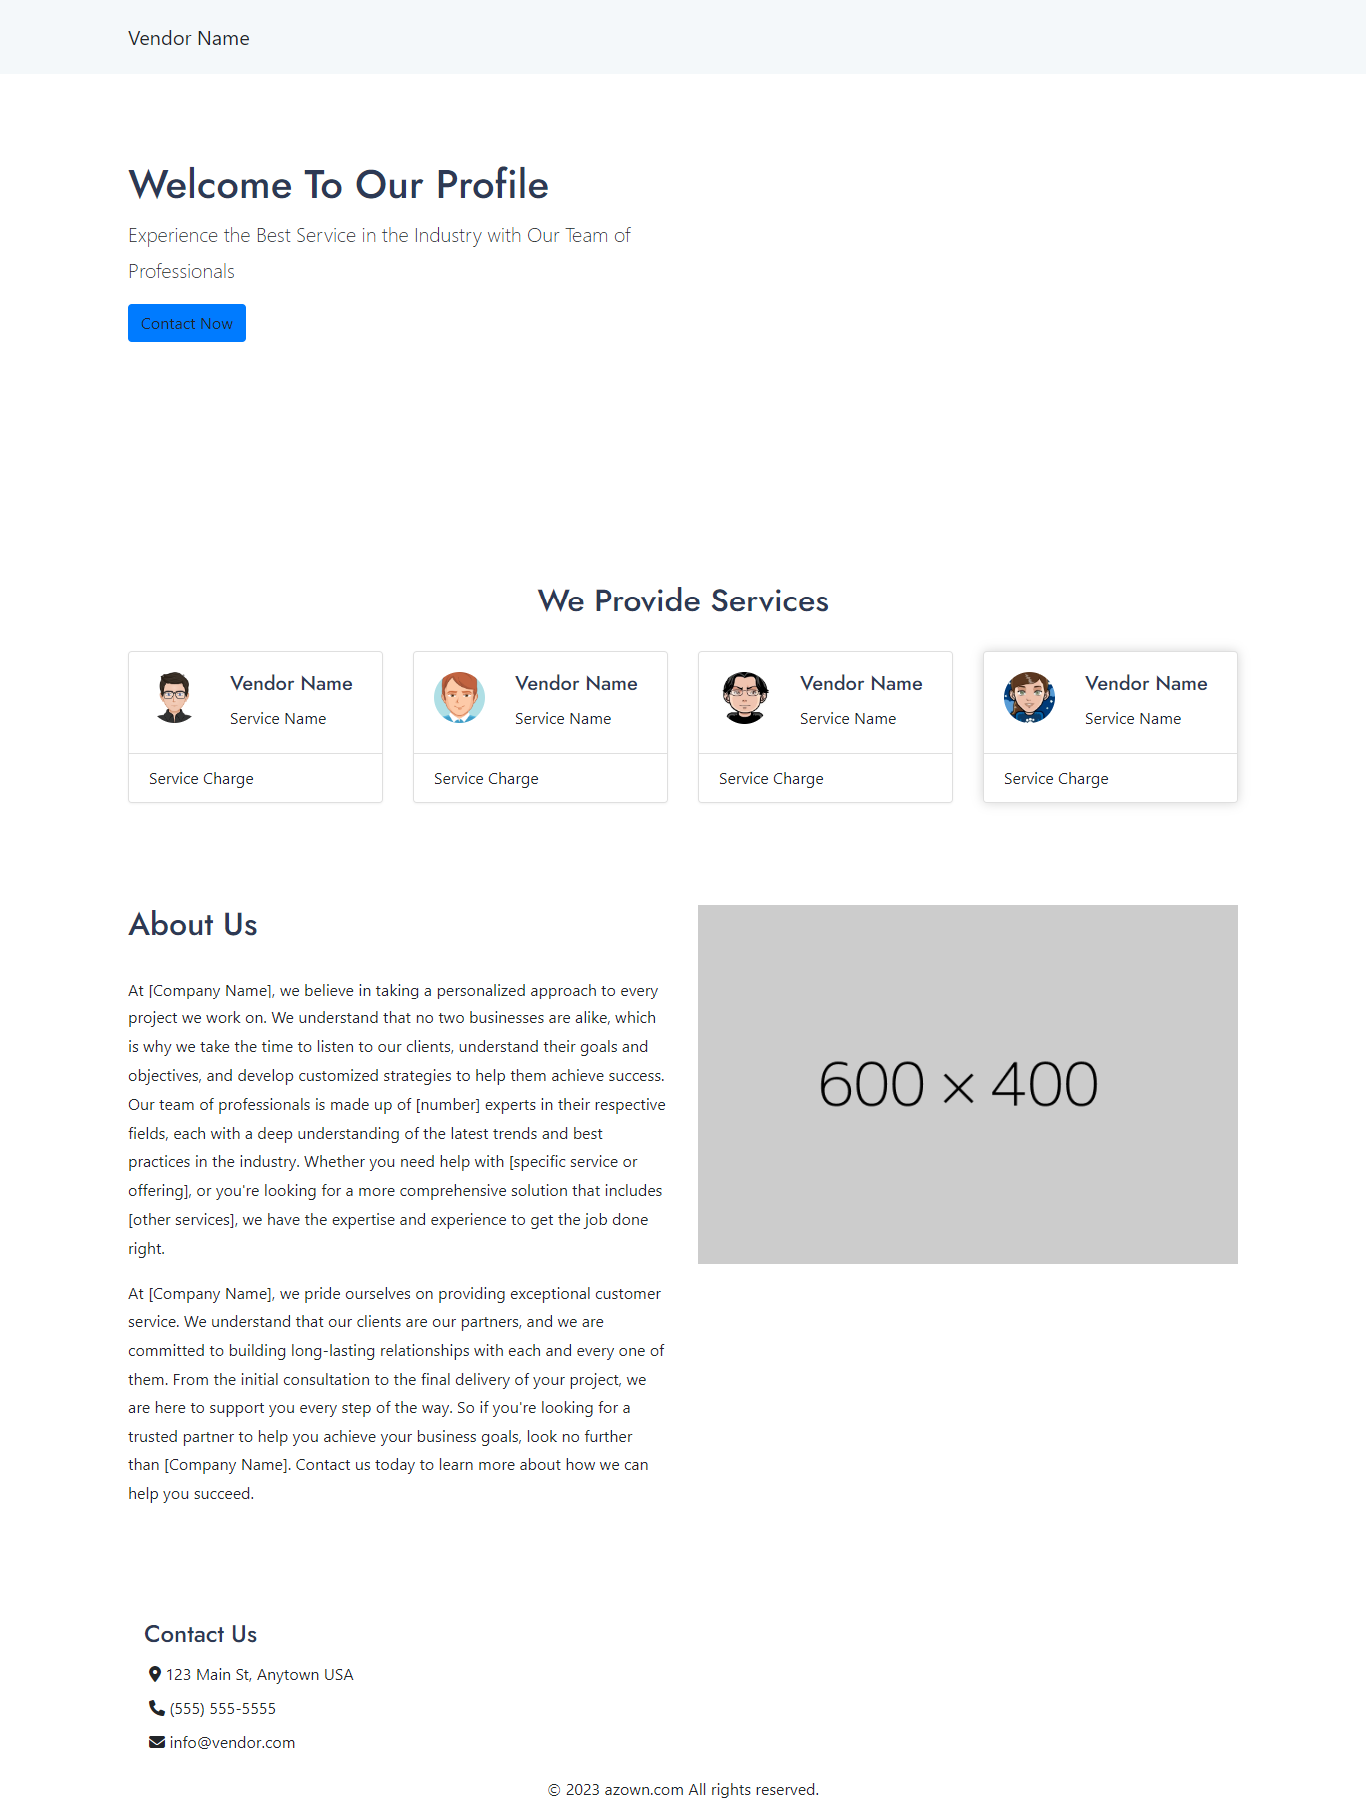 Vendor Name
Welcome To Our Profile
Experience the Best Service in the Industry with Our Team of
Professionals
Contact Now
We Provide Services
Vendor Name
Service Name
Service Charge
Vendor Name
Service Name
Service Charge
Vendor Name
Service Name
Service Charge
Vendor Name
Service Name
Service Charge
About Us
At [Company Name], we believe in taking a personalized approach to every
project we work on. We understand that no two businesses are alike, which
is why we take the time to listen to our clients, understand their goals and
objectives, and develop customized strategies to help them achieve success.
Our team of professionals is made up of [number] experts in their respective
fields, each with a deep understanding of the latest trends and best
practices in the industry. Whether you need help with [specific service or
offering], or you're looking for a more comprehensive solution that includes
[other services], we have the expertise and experience to get the job done
right.
At [Company Name], we pride ourselves on providing exceptional customer
service. We understand that our clients are our partners, and we are
committed to building long-lasting relationships with each and every one of
them. From the initial consultation to the final delivery of your project, we
are here to support you every step of the way. So if you're looking for a
trusted partner to help you achieve your business goals, look no further
than [Company Name]. Contact us today to learn more about how we can
help you succeed.
600 × 400
Contact Us
123 Main St, Anytown USA
(555) 555-5555
info@vendor.com
© 2023 azown.com All rights reserved.